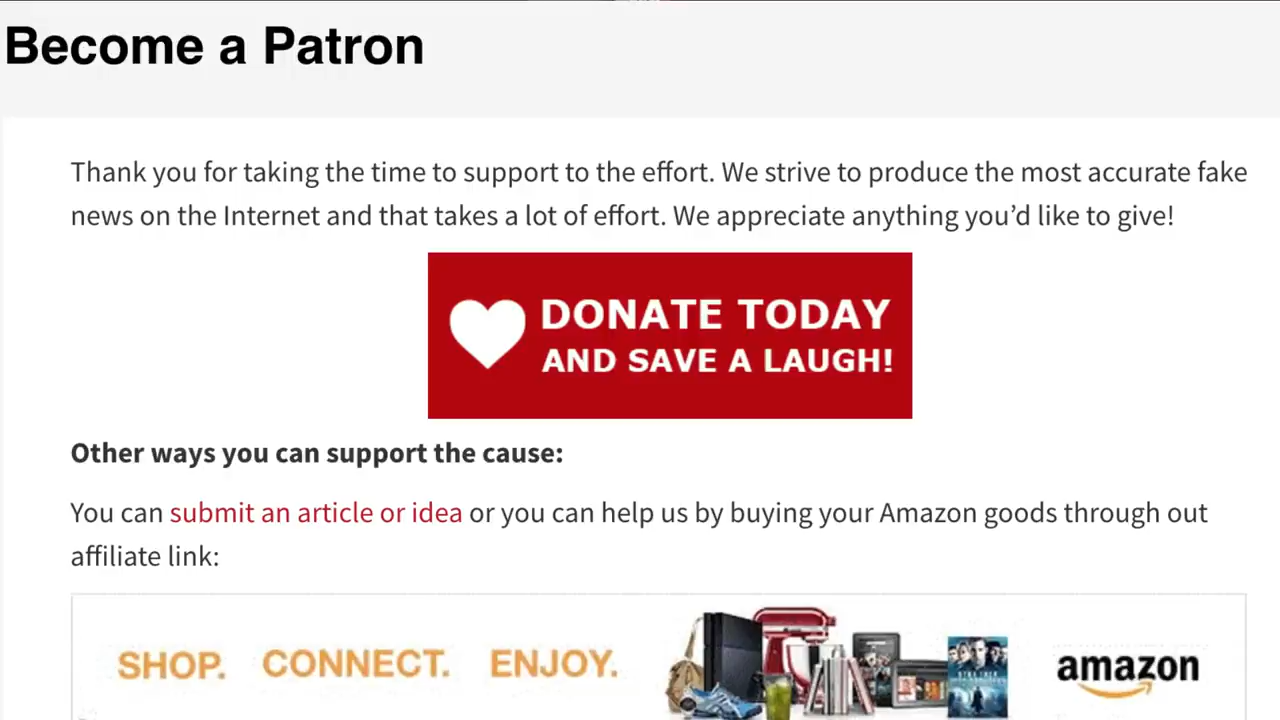 Become a Patron
Thank you for taking the time to support to the effort. We strive to produce the most accurate fake
news on the Internet and that takes a lot of effort. We appreciate anything you’d like to give!
DONATE TODAY
AND SAVE A LAUGH!
Other ways you can support the cause:
You can submit an article or idea or you can help us by buying your Amazon goods through out
affiliate link:
SHOP. CONNECT. ENJOY.
amazon